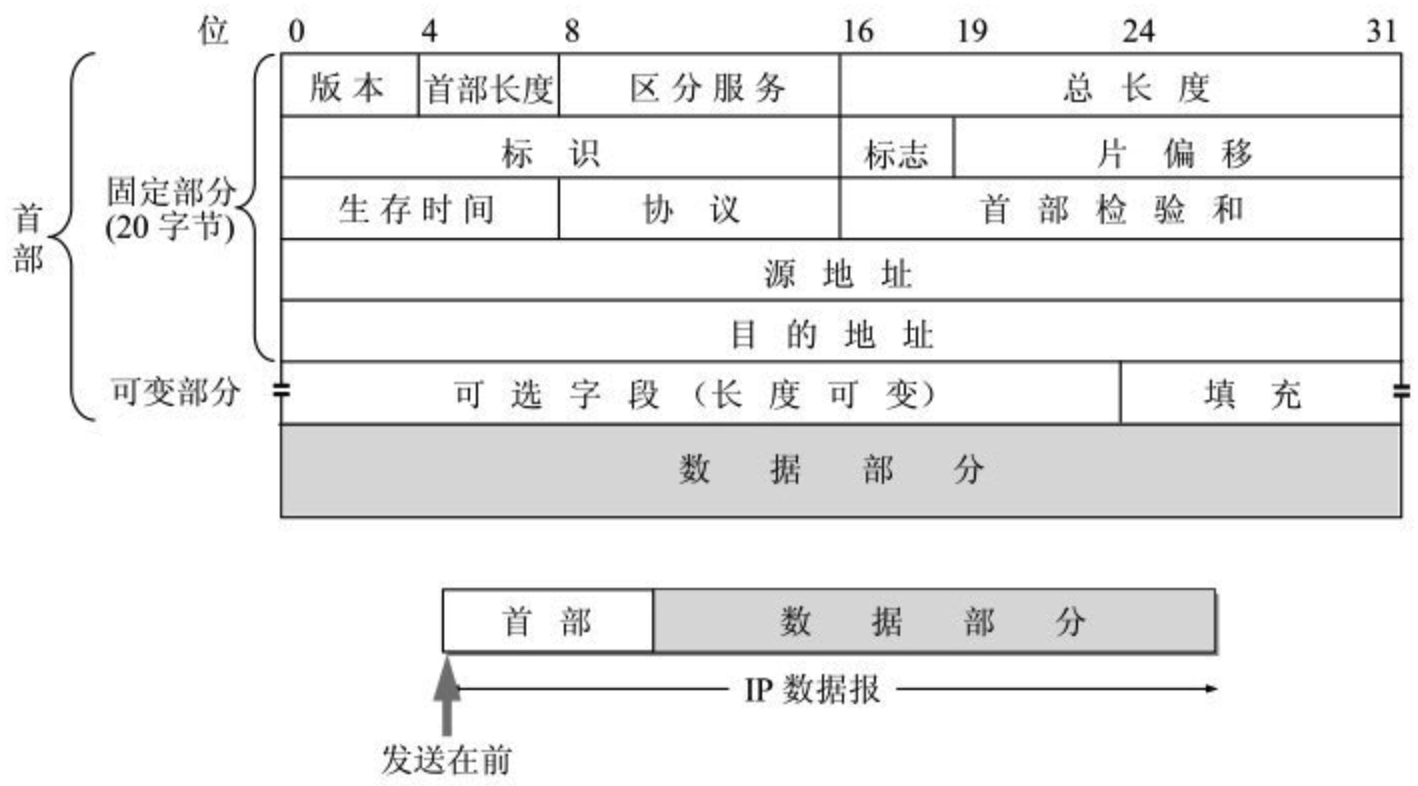 位 0 4 8 16 19 24 31
版本 首部长度 区分服务 总长度
标识 标志 片偏移
首部
固定部分
(20 字节)
生存时间 协议 首部检验和
源地址
目的地址
可变部分 可选字段（长度可变） 填充
数据部分
首部 数据部分
IP 数据报
发送在前